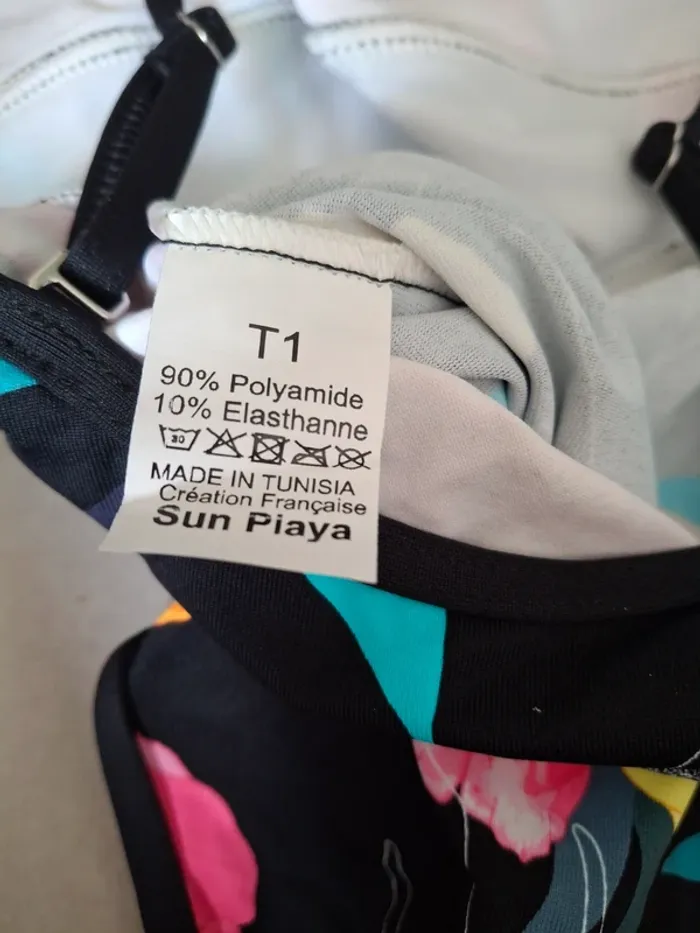 T1
90% Polyamide
10% Elasthanne
30
MADE IN TUNISIA
Création Française
Sun Piaya